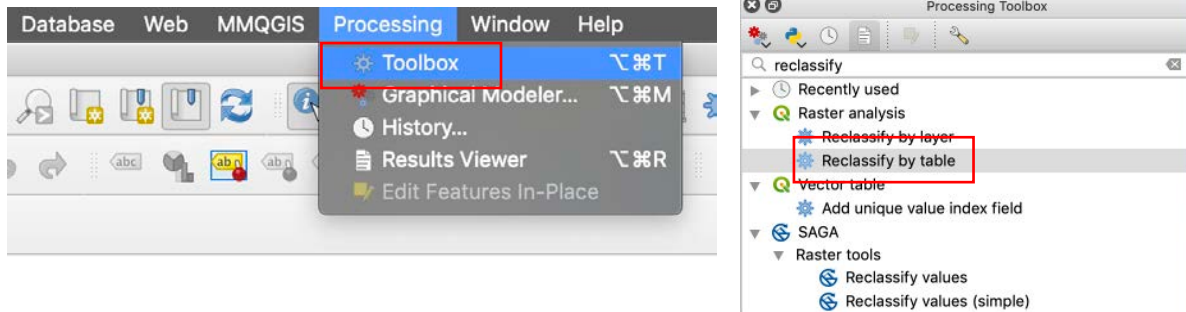 Database Web MMQGIS Processing Window Help
Toolbox ⌥⌘T
Graphical Modeler... ⌥⌘M
History...
Results Viewer ⌥⌘R
Edit Features In-Place
abc
Processing Toolbox
reclassify
Recently used
Raster analysis
Reclassify by layer
Reclassify by table
Vector table
Add unique value index field
SAGA
Raster tools
Reclassify values
Reclassify values (simple)